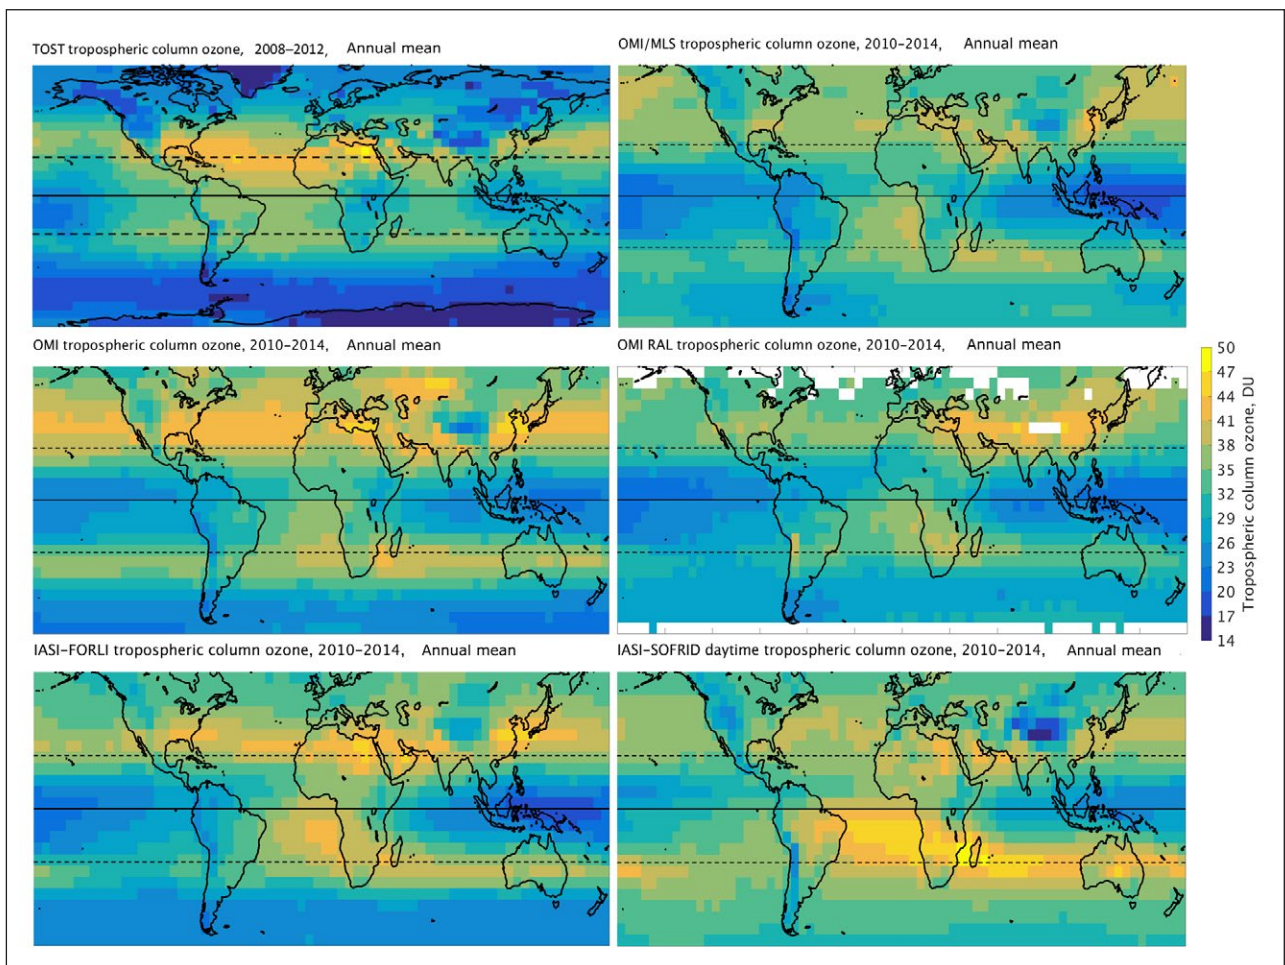 TOST tropospheric column ozone, 2008–2012, Annual mean
OMI/MLS tropospheric column ozone, 2010–2014, Annual mean
OMI tropospheric column ozone, 2010–2014, Annual mean
OMI RAL tropospheric column ozone, 2010–2014, Annual mean
50
47
44
41
38
35
32
29
26
23
20
17
14
Tropospheric column ozone, DU
IASI–FORLI tropospheric column ozone, 2010–2014, Annual mean
IASI–SOFRID daytime tropospheric column ozone, 2010–2014, Annual mean